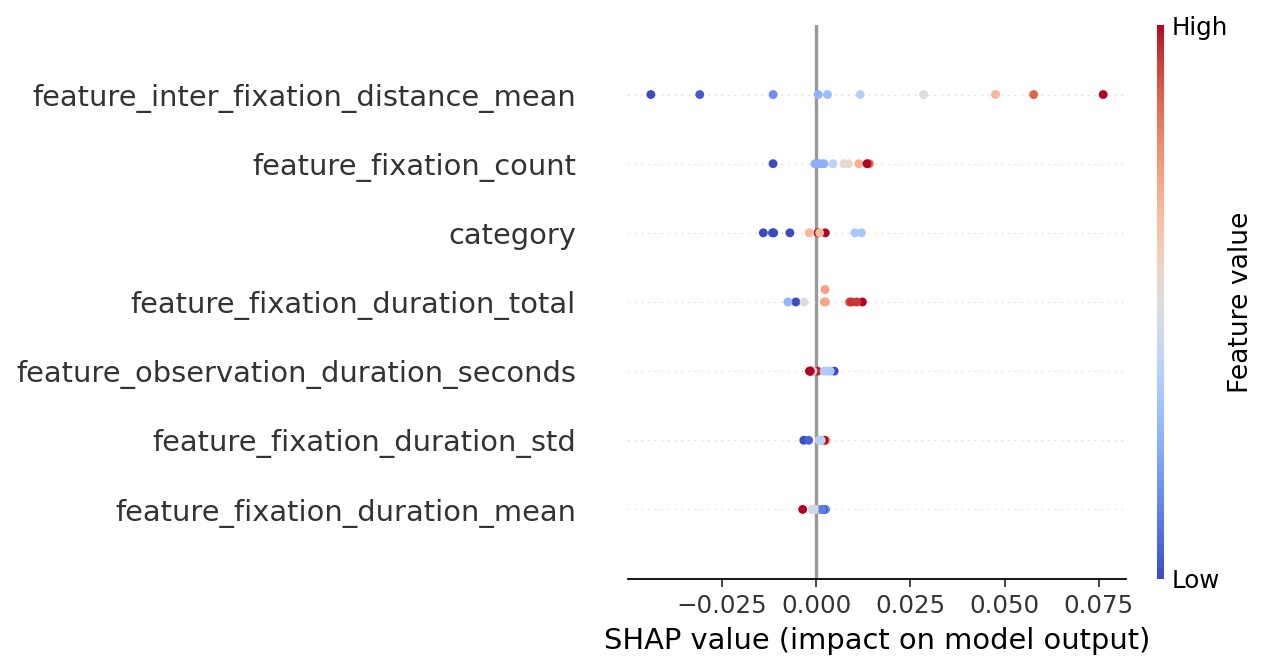 High
feature_inter_fixation_distance_mean
feature_fixation_count
category
feature_fixation_duration_total
feature_observation_duration_seconds
feature_fixation_duration_std
feature_fixation_duration_mean
Feature value
Low
−0.025 0.000 0.025 0.050 0.075
SHAP value (impact on model output)